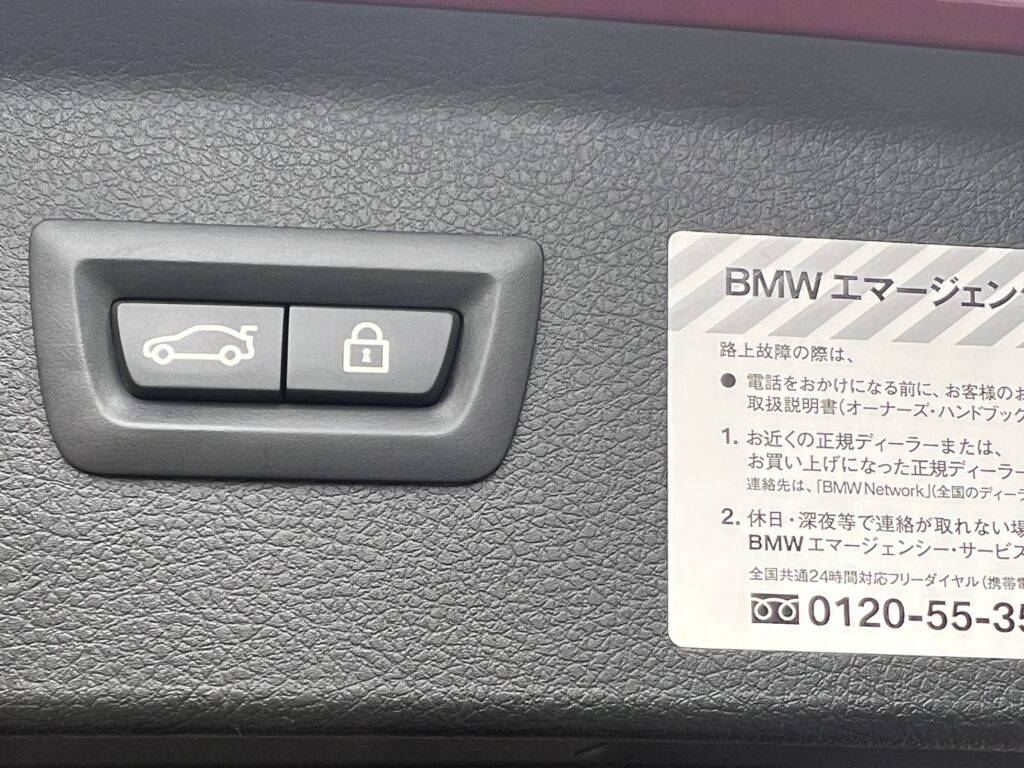 BMW エマージェン
路上故障の際は、
● 電話をおかけになる前に、お客様のお
取扱説明書(オーナーズ・ハンドブック
1. お近くの正規ディーラーまたは、
お買い上げになった正規ディーラー
連絡先は、「BMW Network」(全国のディーラ
2. 休日・深夜等で連絡が取れない場
BMW エマージェンシー・サービス
全国共通24時間対応フリーダイヤル(携帯電
0120-55-35